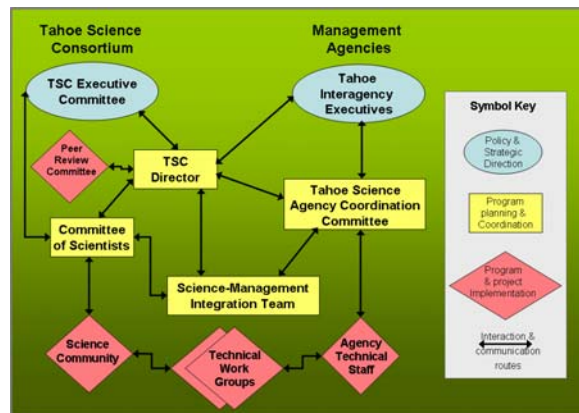 Tahoe Science
Consortium
Management
Agencies
TSC Executive
Committee
Tahoe
Interagency
Executives
Peer
Review
Committee
TSC
Director
Tahoe Science
Agency Coordination
Committee
Committee
of Scientists
Science-Management
Integration Team
Science
Community
Technical
Work
Groups
Agency
Technical
Staff
Symbol Key
Policy &
Strategic
Direction
Program
planning &
Coordination
Program
& project
Implementation
Interaction &
communication
routes